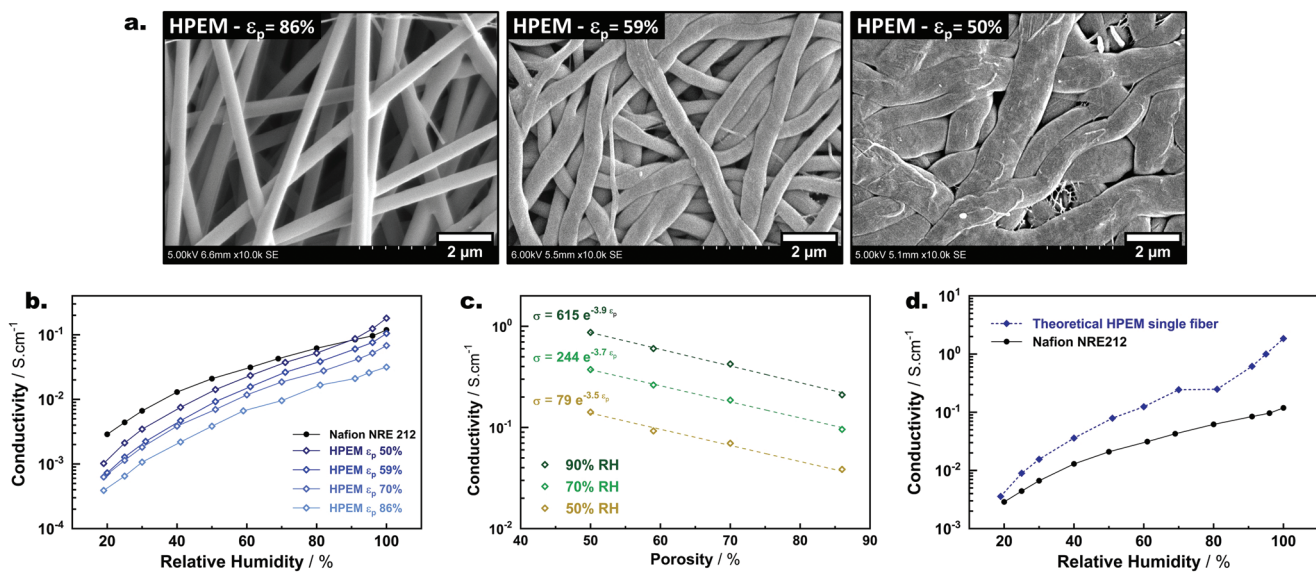 a.
HPEM - εp= 86%
HPEM - εp= 59%
HPEM - εp= 50%
5.00kV 6.6mm x10.0k SE
2 µm
6.00kV 5.5mm x10.0k SE
2 µm
5.00kV 5.1mm x10.0k SE
2 µm
b.
Conductivity / S.cm-1
10-1
10-2
10-3
10-4
Nafion NRE 212
HPEM εp 50%
HPEM εp 59%
HPEM εp 70%
HPEM εp 86%
20 40 60 80 100
Relative Humidity / %
c.
Conductivity / S.cm-1
100
10-1
10-2
σ = 615 e-3.9 εp
σ = 244 e-3.7 εp
σ = 79 e-3.5 εp
90% RH
70% RH
50% RH
40 50 60 70 80 90
Porosity / %
d.
Conductivity / S.cm-1
101
100
10-1
10-2
10-3
Theoretical HPEM single fiber
Nafion NRE212
20 40 60 80 100
Relative Humidity / %